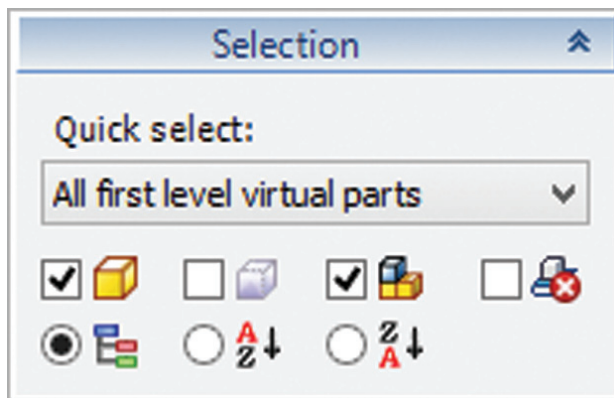 Selection
Quick select:
All first level virtual parts
A Z
Z A